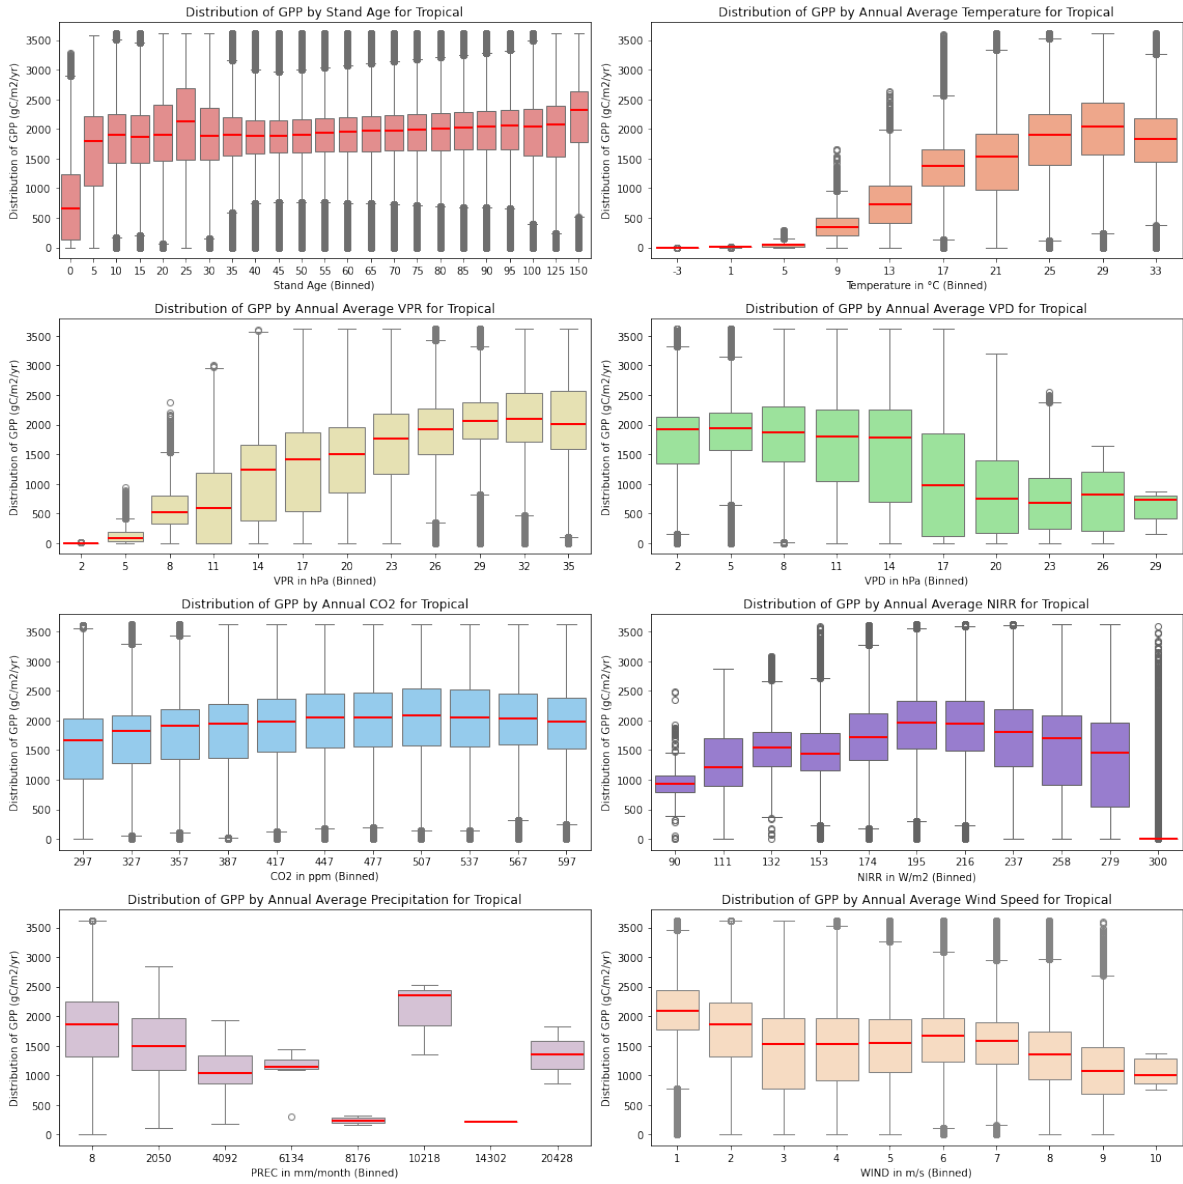 Distribution of GPP by Stand Age for Tropical
Distribution of GPP (gC/m2/yr)
3500
3000
2500
2000
1500
1000
500
0
0 5 10 15 20 25 30 35 40 45 50 55 60 65 70 75 80 85 90 95 100 125 150
Stand Age (Binned)
Distribution of GPP by Annual Average Temperature for Tropical
Distribution of GPP (gC/m2/yr)
3500
3000
2500
2000
1500
1000
500
0
-3 1 5 9 13 17 21 25 29 33
Temperature in °C (Binned)
Distribution of GPP by Annual Average VPR for Tropical
Distribution of GPP (gC/m2/yr)
3500
3000
2500
2000
1500
1000
500
0
2 5 8 11 14 17 20 23 26 29 32 35
VPR in hPa (Binned)
Distribution of GPP by Annual Average VPD for Tropical
Distribution of GPP (gC/m2/yr)
3500
3000
2500
2000
1500
1000
500
0
2 5 8 11 14 17 20 23 26 29
VPD in hPa (Binned)
Distribution of GPP by Annual CO2 for Tropical
Distribution of GPP (gC/m2/yr)
3500
3000
2500
2000
1500
1000
500
0
297 327 357 387 417 447 477 507 537 567 597
CO2 in ppm (Binned)
Distribution of GPP by Annual Average NIRR for Tropical
Distribution of GPP (gC/m2/yr)
3500
3000
2500
2000
1500
1000
500
0
90 111 132 153 174 195 216 237 258 279 300
NIRR in W/m2 (Binned)
Distribution of GPP by Annual Average Precipitation for Tropical
Distribution of GPP (gC/m2/yr)
3500
3000
2500
2000
1500
1000
500
0
8 2050 4092 6134 8176 10218 14302 20428
PREC in mm/month (Binned)
Distribution of GPP by Annual Average Wind Speed for Tropical
Distribution of GPP (gC/m2/yr)
3500
3000
2500
2000
1500
1000
500
0
1 2 3 4 5 6 7 8 9 10
WIND in m/s (Binned)